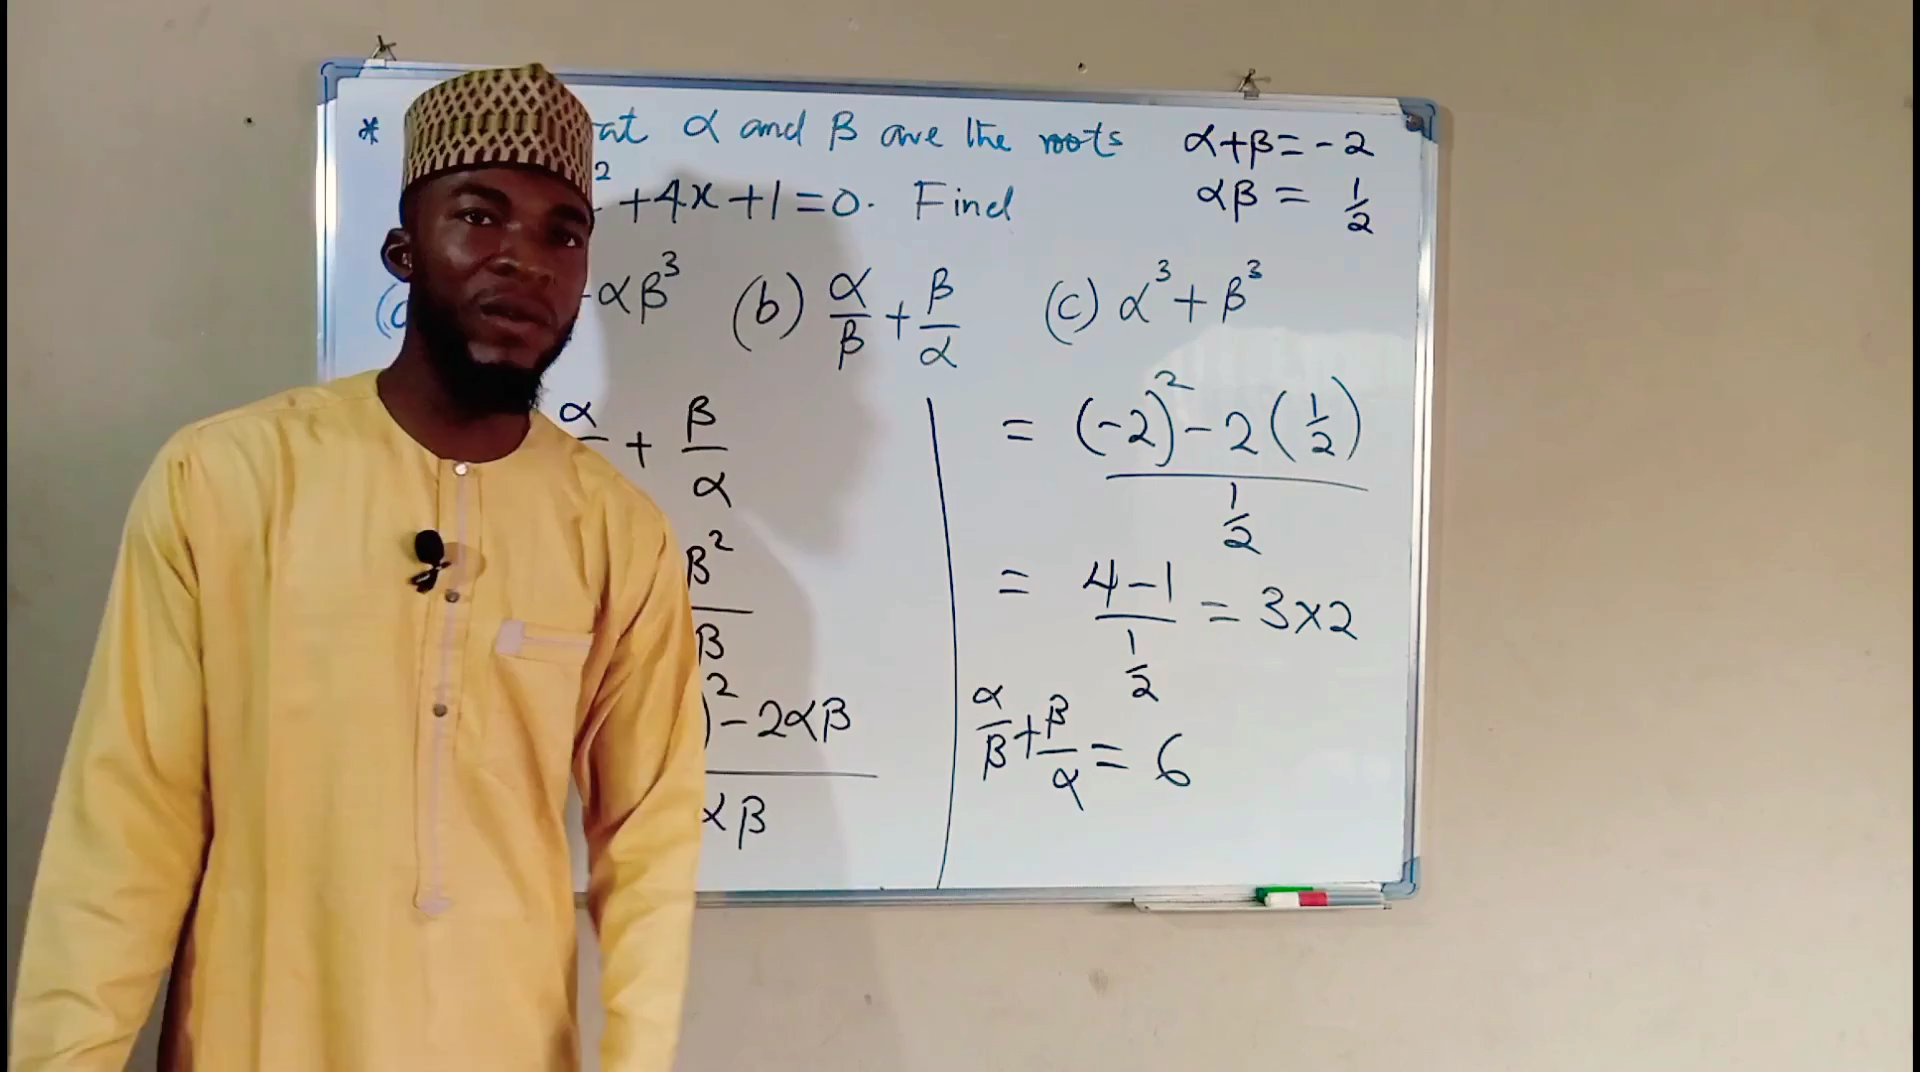 * at α and β are the roots
² + 4x + 1 = 0. Find
α + β = -2
αβ = 1/2
- αβ³ (b) α/β + β/α (c) α³ + β³
α + β/α
β²
β
)² - 2αβ
αβ
= ((-2)² - 2(1/2)) / (1/2)
= (4 - 1) / (1/2) = 3 x 2
α/β + β/α = 6